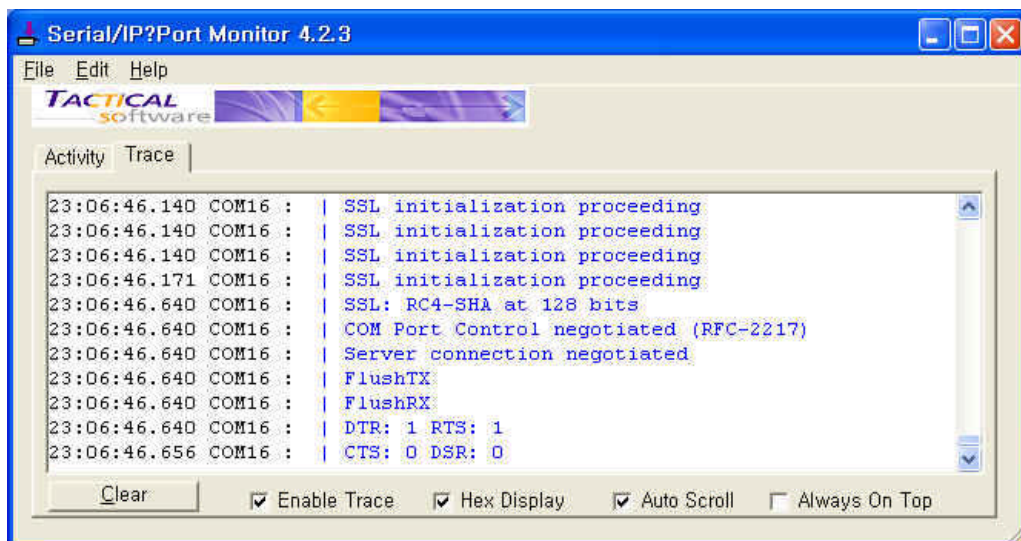 Serial/IP?Port Monitor 4.2.3
File Edit Help
TACTICAL
software
Activity Trace
23:06:46.140 COM16 : | SSL initialization proceeding
23:06:46.140 COM16 : | SSL initialization proceeding
23:06:46.140 COM16 : | SSL initialization proceeding
23:06:46.171 COM16 : | SSL initialization proceeding
23:06:46.640 COM16 : | SSL: RC4-SHA at 128 bits
23:06:46.640 COM16 : | COM Port Control negotiated (RFC-2217)
23:06:46.640 COM16 : | Server connection negotiated
23:06:46.640 COM16 : | FlushTX
23:06:46.640 COM16 : | FlushRX
23:06:46.640 COM16 : | DTR: 1 RTS: 1
23:06:46.656 COM16 : | CTS: 0 DSR: 0
Clear Enable Trace Hex Display Auto Scroll Always On Top